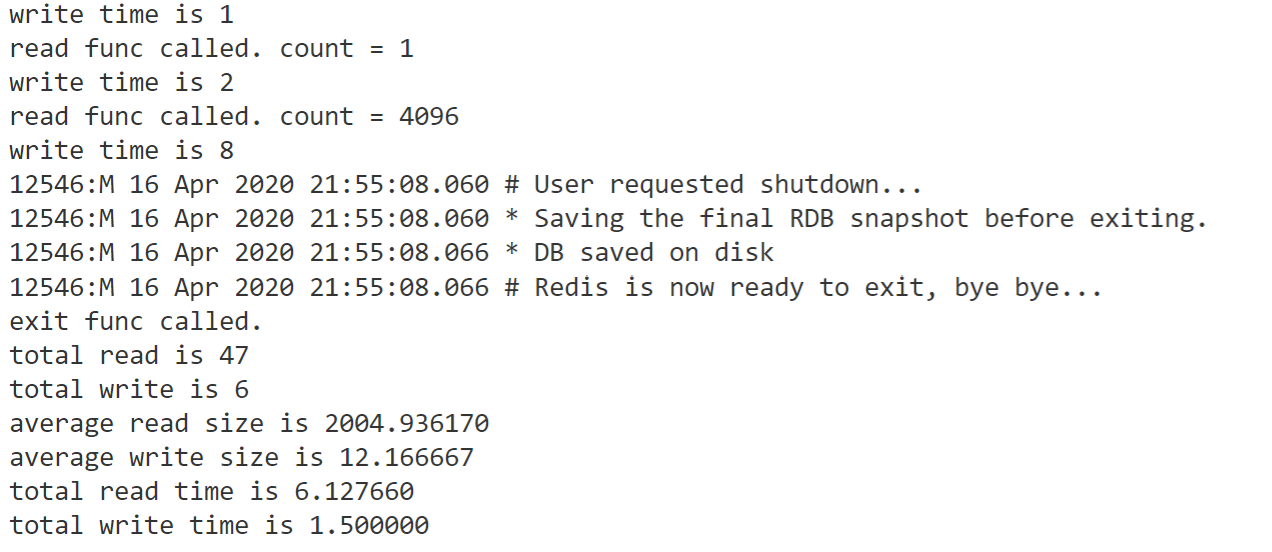 write time is 1
read func called. count = 1
write time is 2
read func called. count = 4096
write time is 8
12546:M 16 Apr 2020 21:55:08.060 # User requested shutdown...
12546:M 16 Apr 2020 21:55:08.060 * Saving the final RDB snapshot before exiting.
12546:M 16 Apr 2020 21:55:08.066 * DB saved on disk
12546:M 16 Apr 2020 21:55:08.066 # Redis is now ready to exit, bye bye...
exit func called.
total read is 47
total write is 6
average read size is 2004.936170
average write size is 12.166667
total read time is 6.127660
total write time is 1.500000